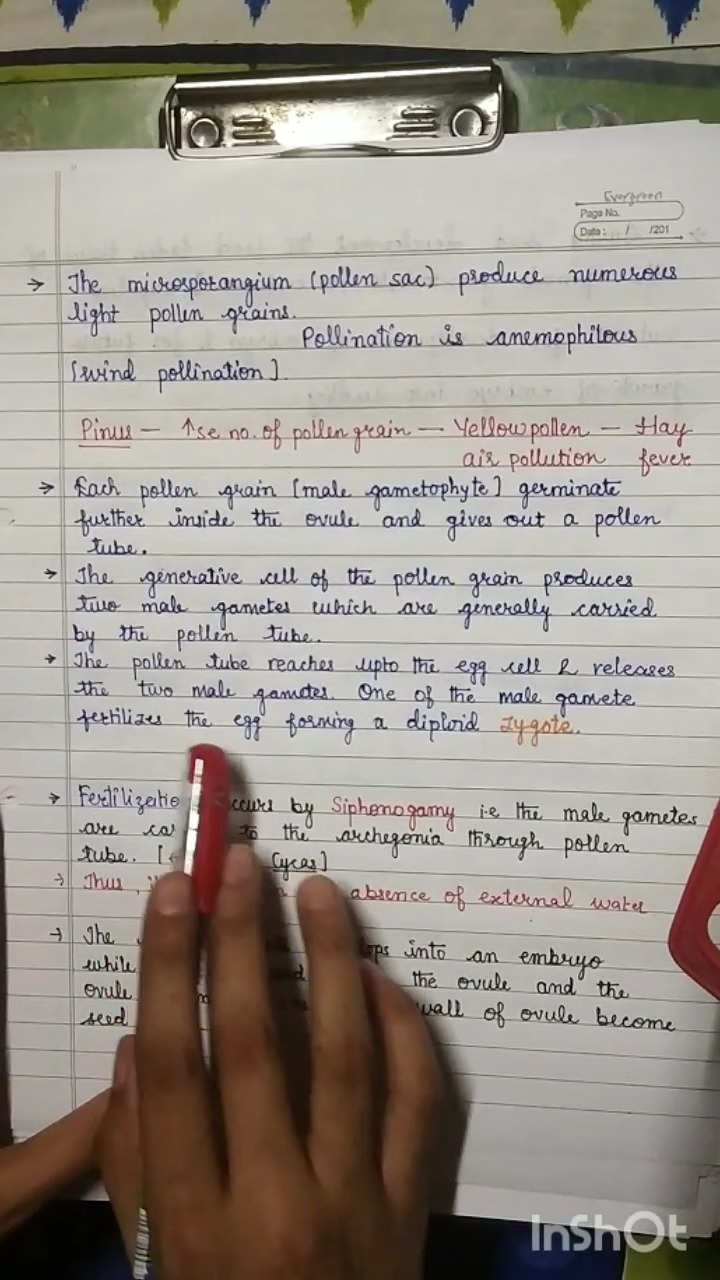 Evergreen
Page No.
Date : / /201
→ The microsporangium (pollen sac) produce numerous
light pollen grains.
Pollination is anemophilous
[wind pollination].
Pinus — ↑se no. of pollen grain — Yellow pollen — Hay
air pollution fever
→ Each pollen grain [male gametophyte] germinate
further inside the ovule and gives out a pollen
tube.
→ The generative cell of the pollen grain produces
two male gametes which are generally carried
by the pollen tube.
→ The pollen tube reaches upto the egg cell & releases
the two male gametes. One of the male gamete
fertilizes the egg forming a diploid zygote.
→ by Siphonogamy i.e the male gametes
are to the archegonia through pollen
tube. [ Cycas]
→ Thus, absence of external water
→ The into an embryo
while the ovule and the
ovule
seed wall of ovule become
InShOt